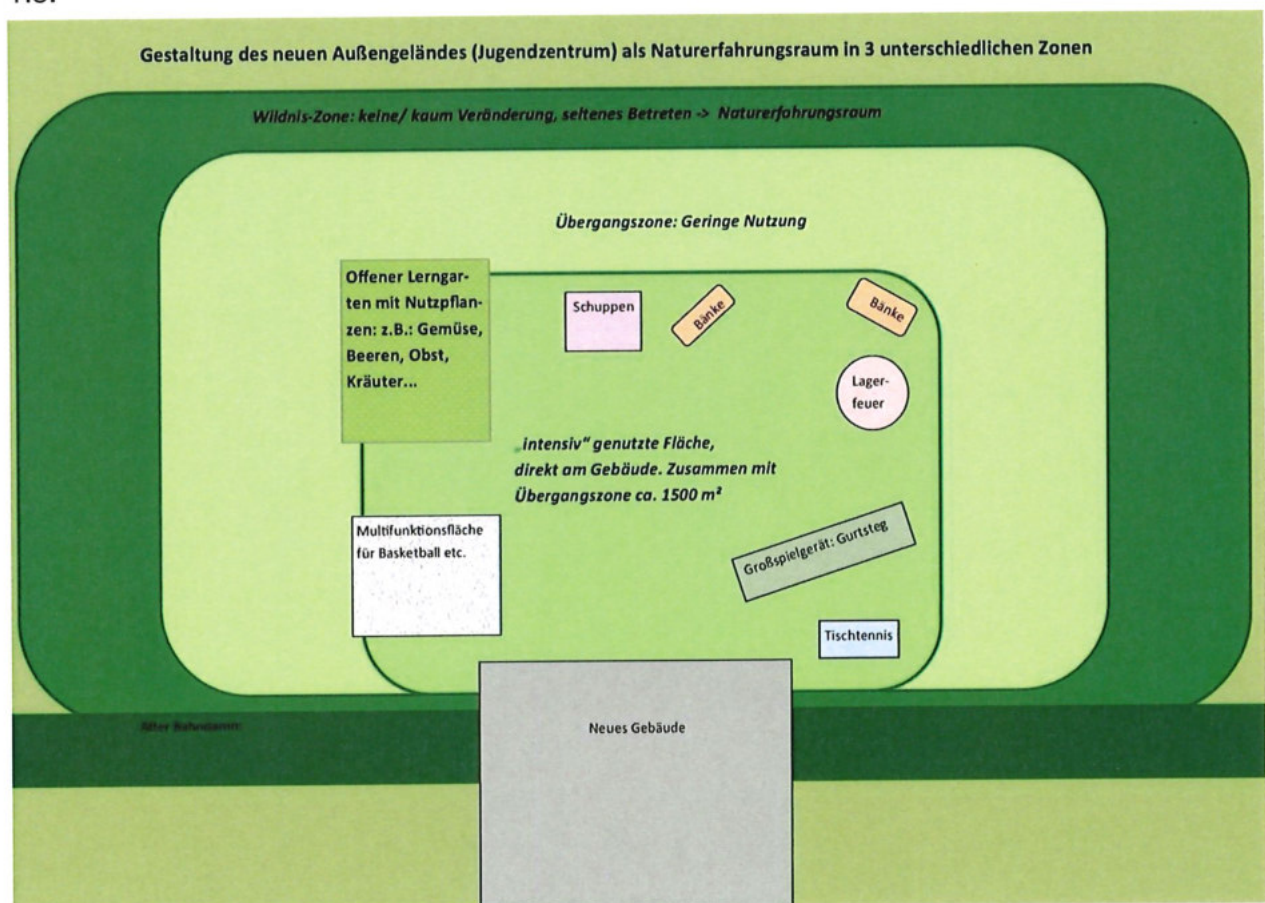 Gestaltung des neuen Außengeländes (Jugendzentrum) als Naturerfahrungsraum in 3 unterschiedlichen Zonen
Wildnis-Zone: keine/ kaum Veränderung, seltenes Betreten -> Naturerfahrungsraum
Übergangszone: Geringe Nutzung
Offener Lerngar-
ten mit Nutzpflan-
zen: z.B.: Gemüse,
Beeren, Obst,
Kräuter...
Schuppen
Bänke
Bänke
Lager-
feuer
„intensiv" genutzte Fläche,
direkt am Gebäude. Zusammen mit
Übergangszone ca. 1500 m²
Multifunktionsfläche
für Basketball etc.
Großspielgerät: Gurtsteg
Tischtennis
Alter Bahndamm:
Neues Gebäude